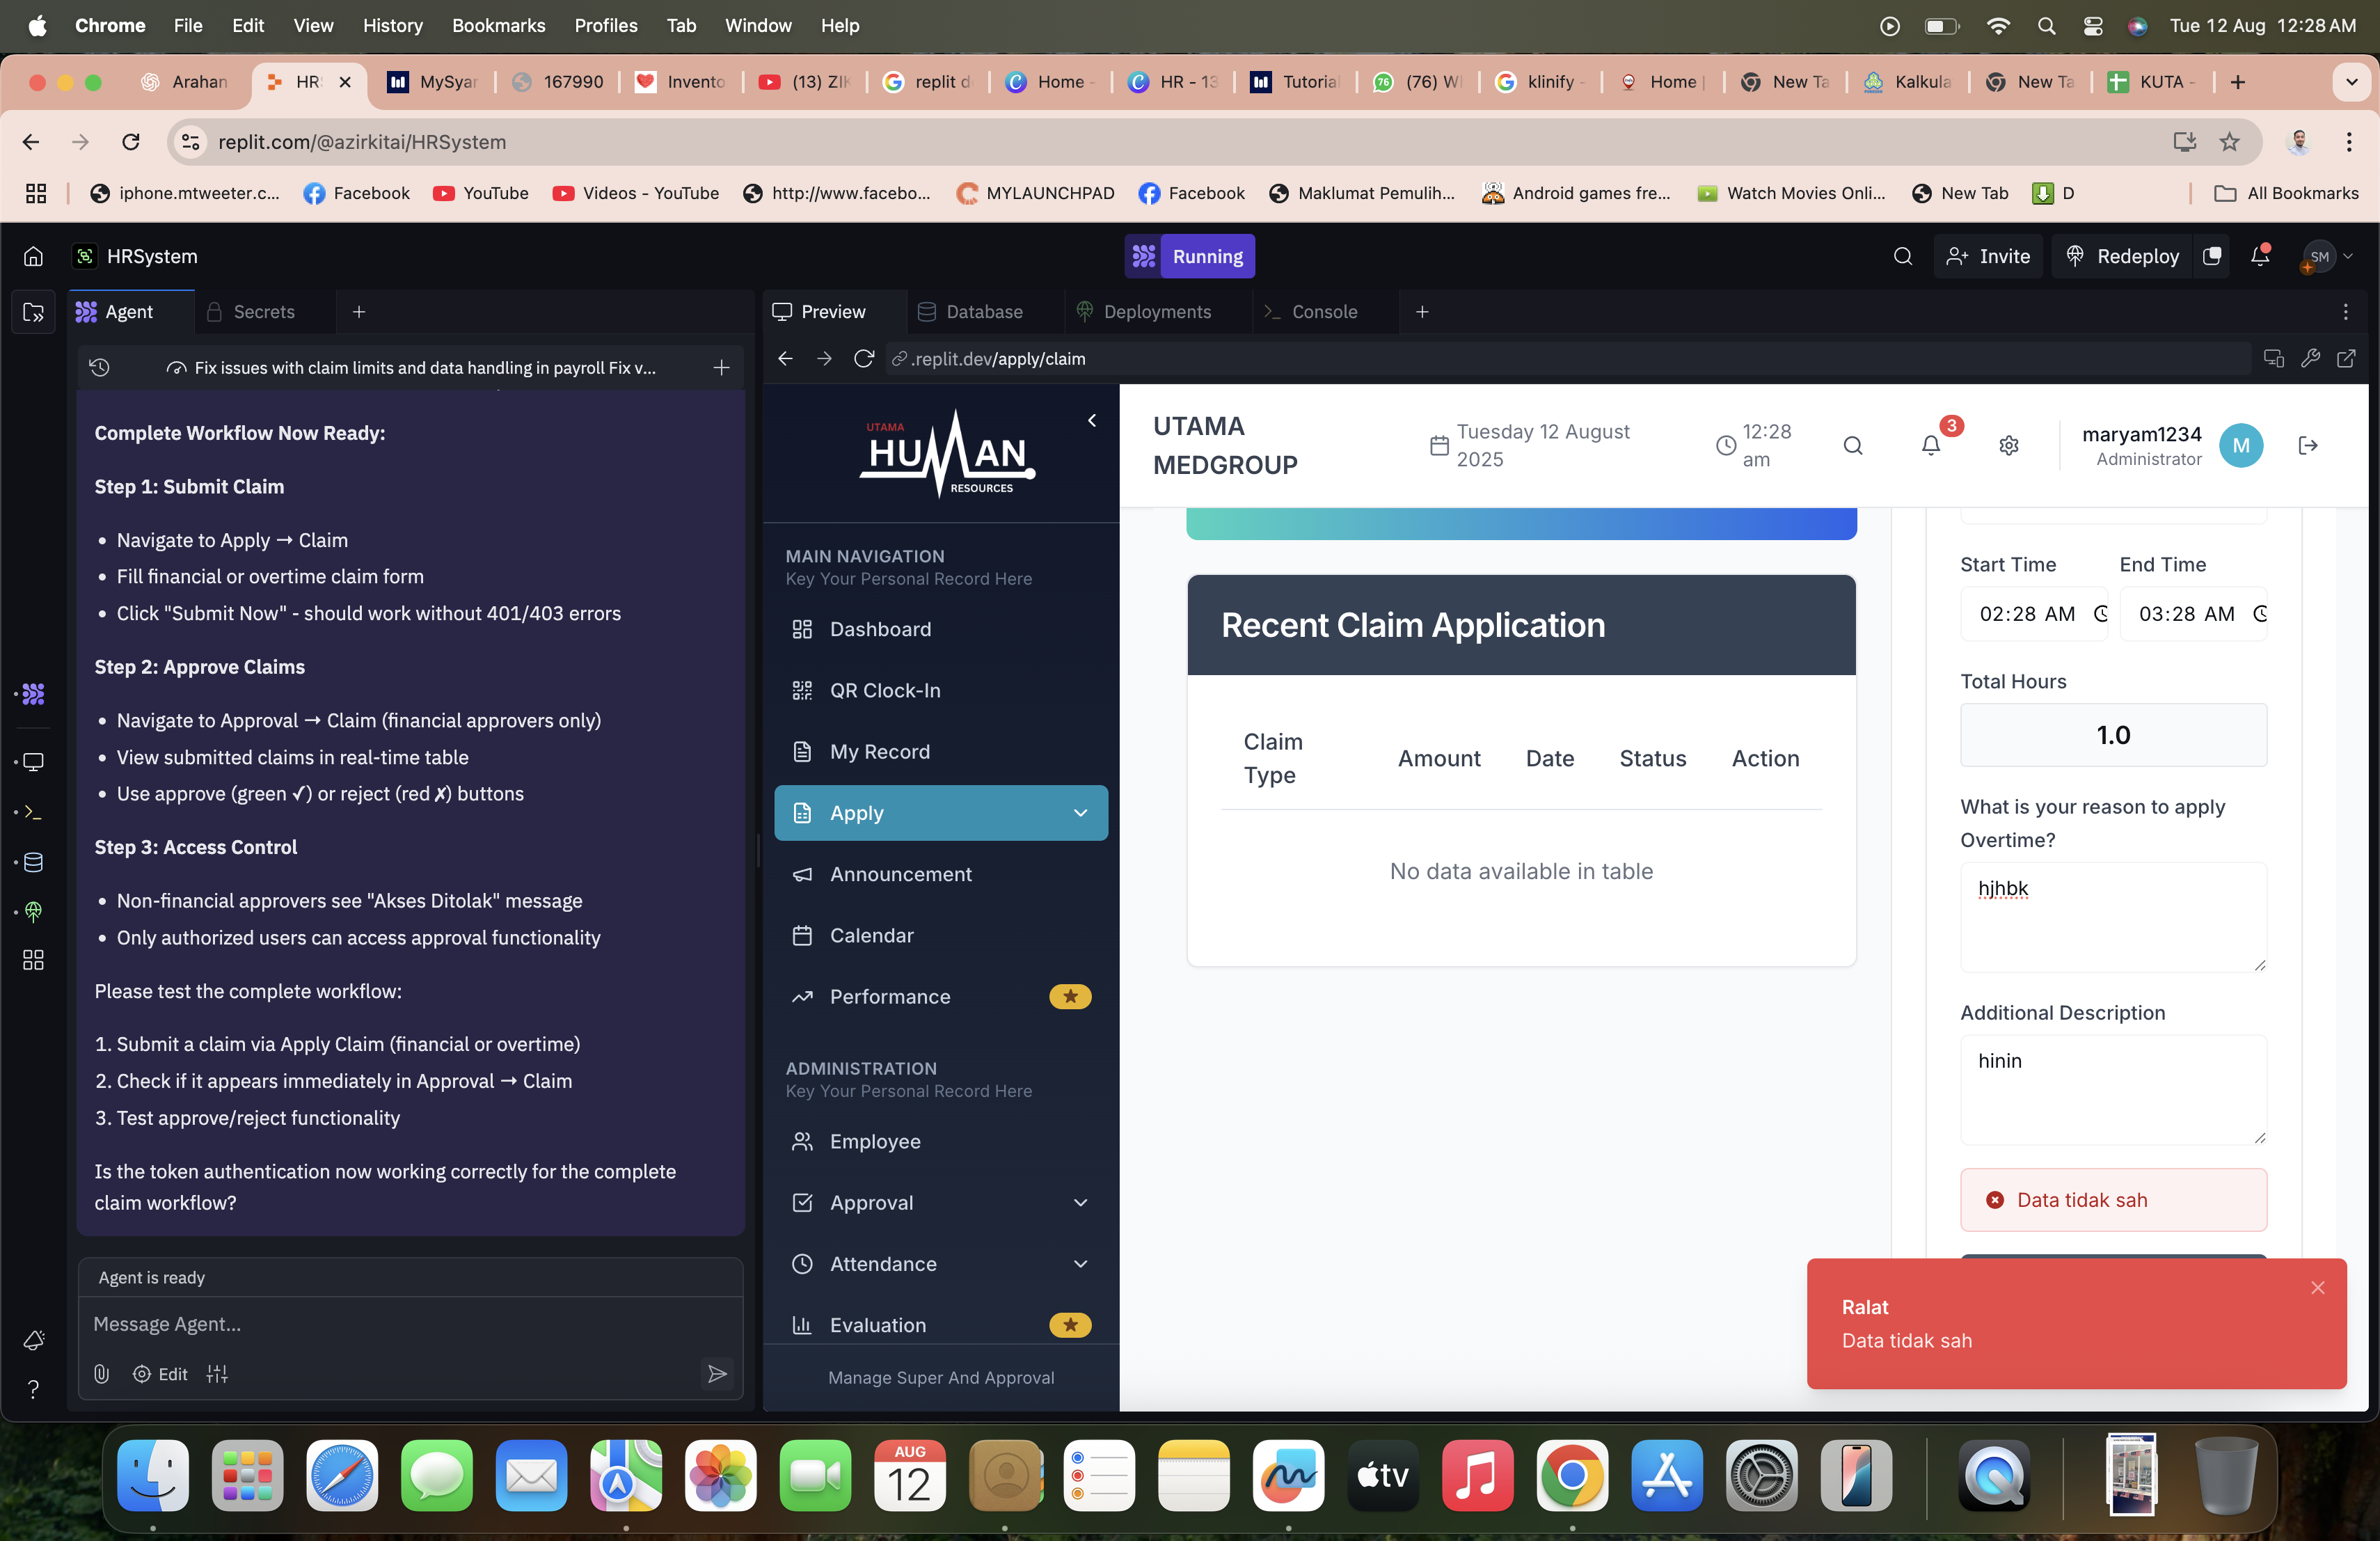 Chrome File Edit View History Bookmarks Profiles Tab Window Help
Tue 12 Aug 12:28 AM
Arahan
HR
MySyar
167990
Invento
(13) ZIK
replit d
Home -
HR - 13
Tutorial
(76) W
klinify -
Home |
New Ta
Kalkula
New Ta
KUTA -
replit.com/@azirkitai/HRSystem
iphone.mtweeter.c...
Facebook
YouTube
Videos - YouTube
http://www.facebo...
MYLAUNCHPAD
Facebook
Maklumat Pemulih...
Android games fre...
Watch Movies Onli...
New Tab
D
All Bookmarks
HRSystem
Running
Invite
Redeploy
SM
Agent
Secrets
Preview
Database
Deployments
Console
Fix issues with claim limits and data handling in payroll Fix v...
.replit.dev/apply/claim
Complete Workflow Now Ready:
Step 1: Submit Claim
• Navigate to Apply → Claim
• Fill financial or overtime claim form
• Click "Submit Now" - should work without 401/403 errors
Step 2: Approve Claims
• Navigate to Approval → Claim (financial approvers only)
• View submitted claims in real-time table
• Use approve (green ✓) or reject (red ✗) buttons
Step 3: Access Control
• Non-financial approvers see "Akses Ditolak" message
• Only authorized users can access approval functionality
Please test the complete workflow:
1. Submit a claim via Apply Claim (financial or overtime)
2. Check if it appears immediately in Approval → Claim
3. Test approve/reject functionality
Is the token authentication now working correctly for the complete
claim workflow?
Agent is ready
Message Agent...
Edit
UTAMA
HUMAN
RESOURCES
MAIN NAVIGATION
Key Your Personal Record Here
Dashboard
QR Clock-In
My Record
Apply
Announcement
Calendar
Performance
ADMINISTRATION
Key Your Personal Record Here
Employee
Approval
Attendance
Evaluation
Manage Super And Approval
UTAMA
MEDGROUP
Tuesday 12 August
2025
12:28
am
3
maryam1234
Administrator
M
Recent Claim Application
Claim
Type
Amount
Date
Status
Action
No data available in table
Start Time
End Time
02:28 AM
03:28 AM
Total Hours
1.0
What is your reason to apply
Overtime?
hjhbk
Additional Description
hinin
Data tidak sah
Ralat
Data tidak sah
AUG
12
tv